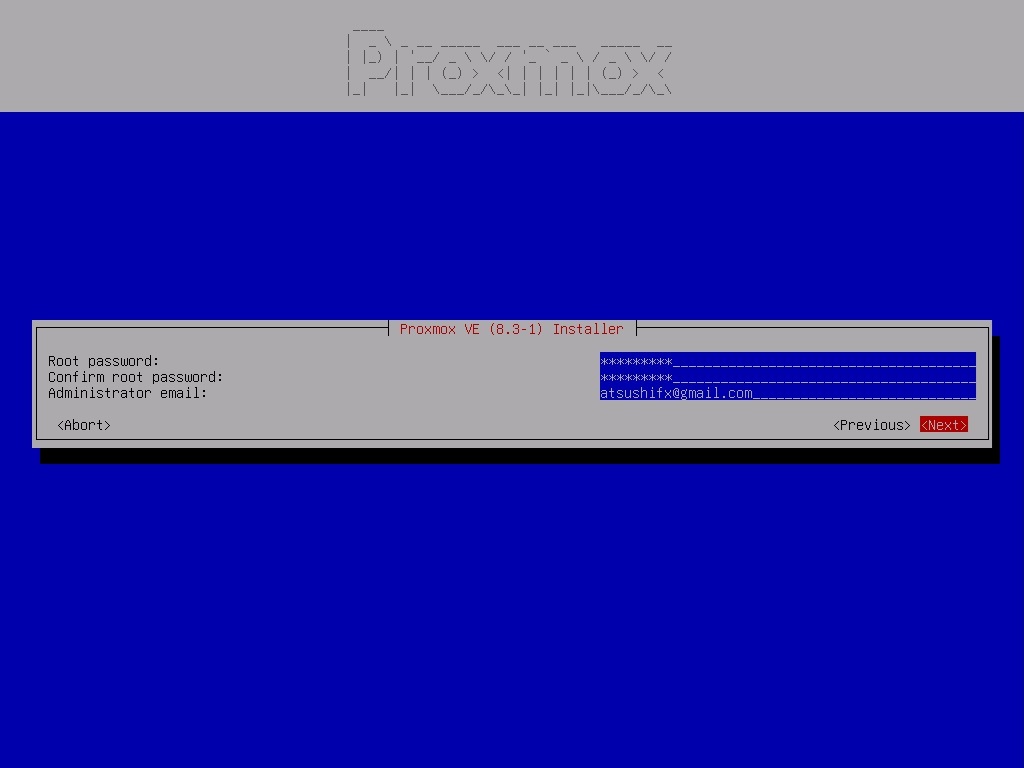 Proxmox
Proxmox VE (8.3-1) Installer
Root password: *********
Confirm root password: *********
Administrator email: atsushifx@gmail.com
<Abort> <Previous> <Next>